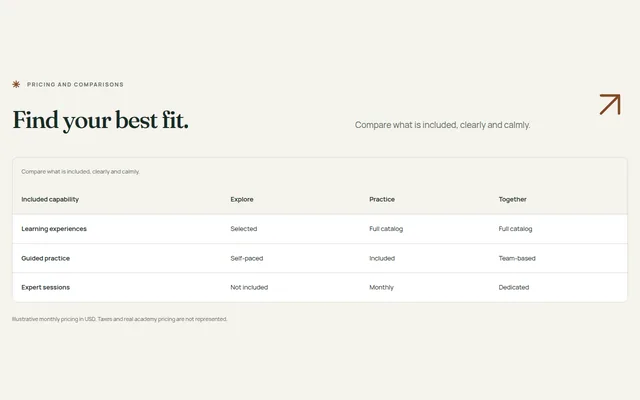 PRICING AND COMPARISONS
Find your best fit.
Compare what is included, clearly and calmly.
Compare what is included, clearly and calmly.
Included capability Explore Practice Together
Learning experiences Selected Full catalog Full catalog
Guided practice Self-paced Included Team-based
Expert sessions Not included Monthly Dedicated
Illustrative monthly pricing in USD. Taxes and real academy pricing are not represented.